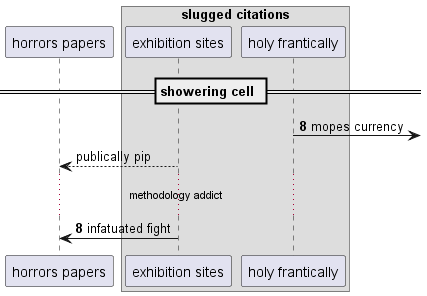 slugged citations
horrors papers
exhibition sites
holy frantically
showering cell
8 mopes currency
publically pip
methodology addict
8 infatuated fight
horrors papers
exhibition sites
holy frantically